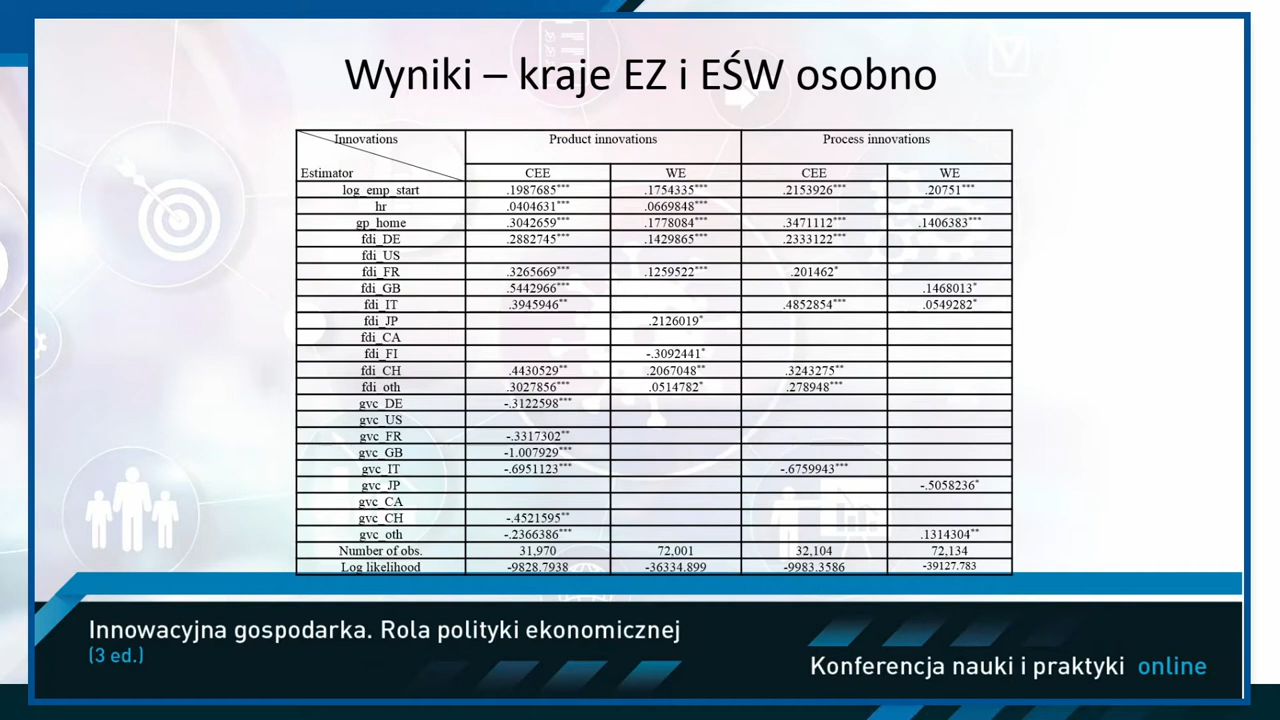 Wyniki – kraje EZ i EŚW osobno
Innovations Product innovations Process innovations
Estimator CEE WE CEE WE
log_emp_start .1987685*** .1754335*** .2153926*** .20751***
hr .0404631*** .0669848***
gp_home .3042659*** .1778084*** .3471112*** .1406383***
fdi_DE .2882745*** .1429865*** .2333122***
fdi_US
fdi_FR .3265669*** .1259522*** .201462*
fdi_GB .5442966*** .1468013*
fdi_IT .3945946** .4852854*** .0549282*
fdi_JP .2126019*
fdi_CA
fdi_FI -.3092441*
fdi_CH .4430529** .2067048** .3243275**
fdi_oth .3027856*** .0514782* .278948***
gvc_DE -.3122598***
gvc_US
gvc_FR -.3317302**
gvc_GB -1.007929***
gvc_IT -.6951123*** -.6759943***
gvc_JP -.5058236*
gvc_CA
gvc_CH -.4521595**
gvc_oth -.2366386*** .1314304**
Number of obs. 31,970 72,001 32,104 72,134
Log likelihood -9828.7938 -36334.899 -9983.3586 -39127.783
Innowacyjna gospodarka. Rola polityki ekonomicznej
(3 ed.)
Konferencja nauki i praktyki online